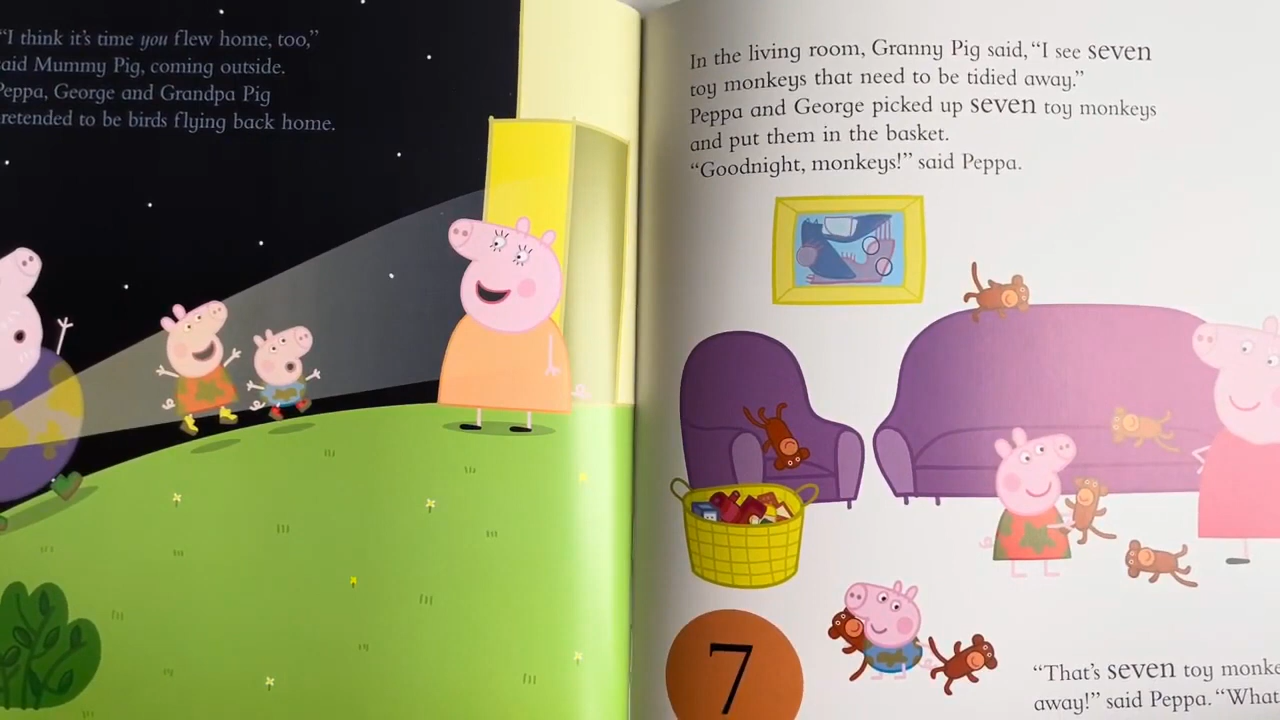 "I think it's time you flew home, too,"
aid Mummy Pig, coming outside.
Peppa, George and Grandpa Pig
retended to be birds flying back home.
In the living room, Granny Pig said, "I see seven
toy monkeys that need to be tidied away."
Peppa and George picked up seven toy monkeys
and put them in the basket.
"Goodnight, monkeys!" said Peppa.
7
"That's seven toy monke
away!" said Peppa. "What